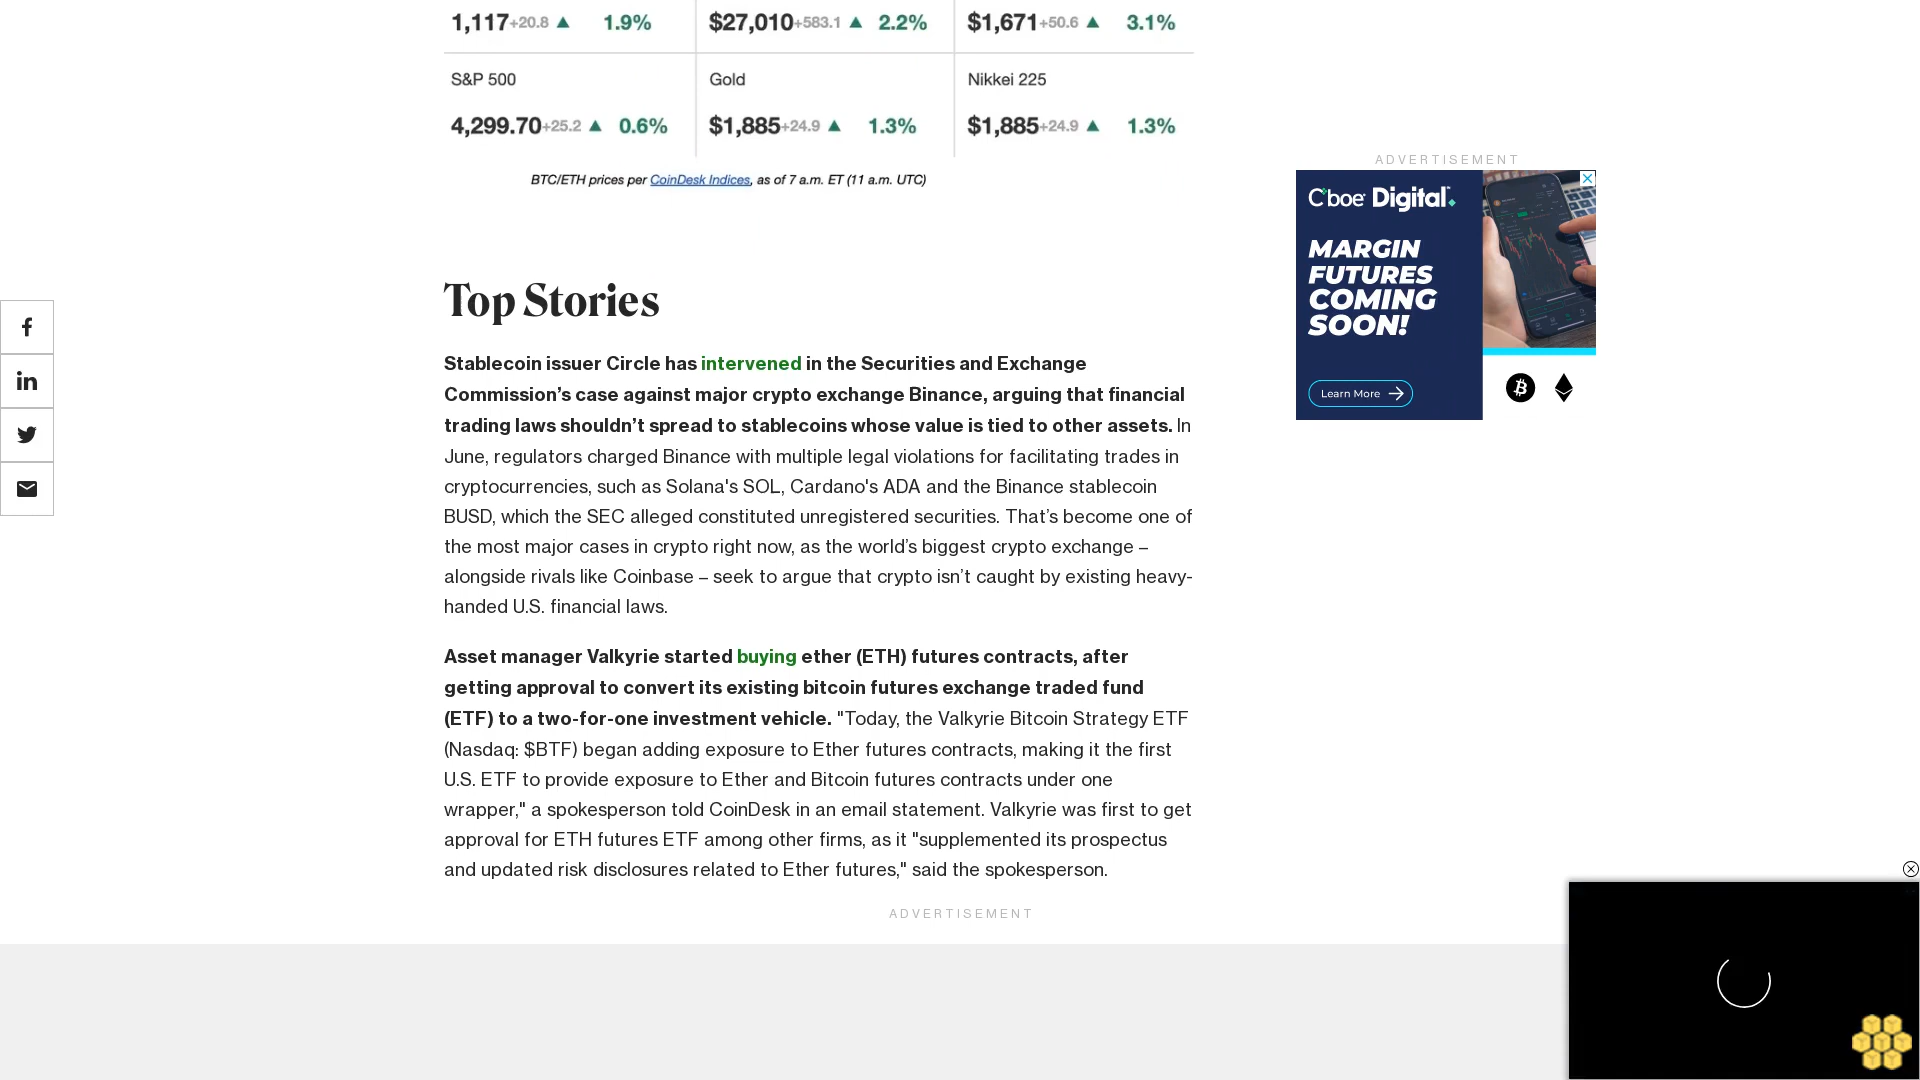 1,117+20.8 ▲ 1.9% $27,010+583.1 ▲ 2.2% $1,671+50.6 ▲ 3.1%
S&P 500 Gold Nikkei 225
4,299.70+25.2 ▲ 0.6% $1,885+24.9 ▲ 1.3% $1,885+24.9 ▲ 1.3%
BTC/ETH prices per CoinDesk Indices, as of 7 a.m. ET (11 a.m. UTC)
Top Stories
Stablecoin issuer Circle has intervened in the Securities and Exchange
Commission’s case against major crypto exchange Binance, arguing that financial
trading laws shouldn’t spread to stablecoins whose value is tied to other assets. In
June, regulators charged Binance with multiple legal violations for facilitating trades in
cryptocurrencies, such as Solana's SOL, Cardano's ADA and the Binance stablecoin
BUSD, which the SEC alleged constituted unregistered securities. That’s become one of
the most major cases in crypto right now, as the world’s biggest crypto exchange –
alongside rivals like Coinbase – seek to argue that crypto isn’t caught by existing heavy-
handed U.S. financial laws.
Asset manager Valkyrie started buying ether (ETH) futures contracts, after
getting approval to convert its existing bitcoin futures exchange traded fund
(ETF) to a two-for-one investment vehicle. "Today, the Valkyrie Bitcoin Strategy ETF
(Nasdaq: $BTF) began adding exposure to Ether futures contracts, making it the first
U.S. ETF to provide exposure to Ether and Bitcoin futures contracts under one
wrapper," a spokesperson told CoinDesk in an email statement. Valkyrie was first to get
approval for ETH futures ETF among other firms, as it "supplemented its prospectus
and updated risk disclosures related to Ether futures," said the spokesperson.
ADVERTISEMENT
ADVERTISEMENT
Cboe Digital
MARGIN
FUTURES
COMING
SOON!
Learn More